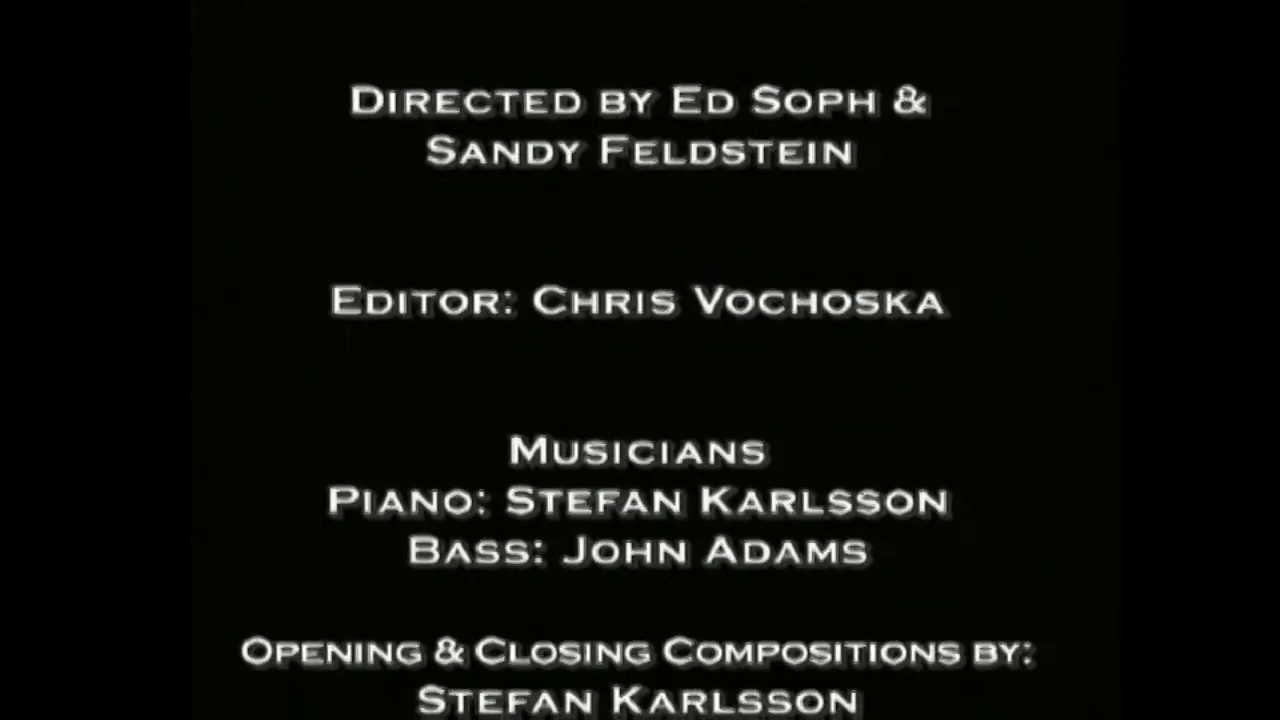 Directed by Ed Soph &
Sandy Feldstein
Editor: Chris Vochoska
Musicians
Piano: Stefan Karlsson
Bass: John Adams
Opening & Closing Compositions by:
Stefan Karlsson